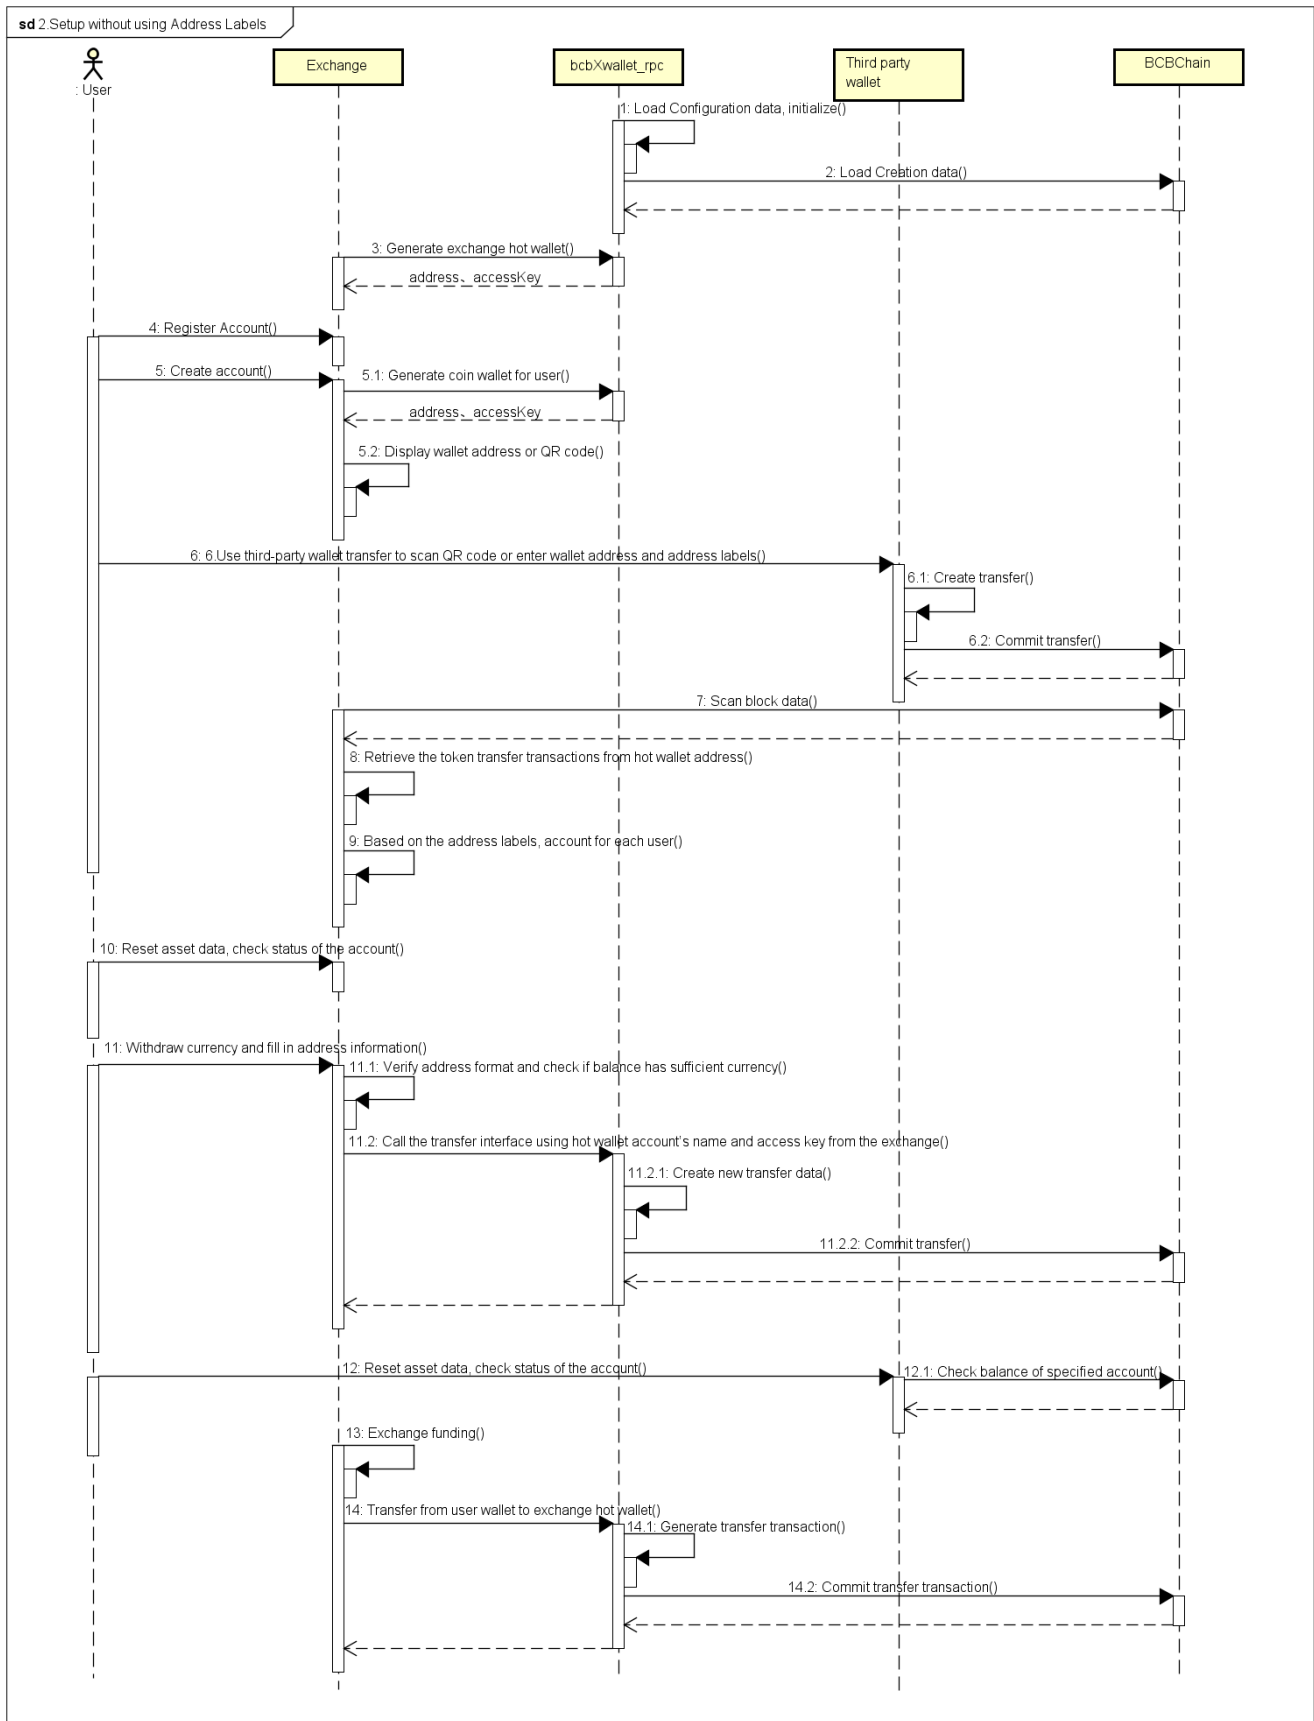 sd 2.Setup without using Address Labels
: User
Exchange
bcbXwallet_rpc
Third party
wallet
BCBChain
1: Load Configuration data, initialize()
2: Load Creation data()
3: Generate exchange hot wallet()
address、accessKey
4: Register Account()
5: Create account()
5.1: Generate coin wallet for user()
address、accessKey
5.2: Display wallet address or QR code()
6: 6.Use third-party wallet transfer to scan QR code or enter wallet address and address labels()
6.1: Create transfer()
6.2: Commit transfer()
7: Scan block data()
8: Retrieve the token transfer transactions from hot wallet address()
9: Based on the address labels, account for each user()
10: Reset asset data, check status of the account()
11: Withdraw currency and fill in address information()
11.1: Verify address format and check if balance has sufficient currency()
11.2: Call the transfer interface using hot wallet account's name and access key from the exchange()
11.2.1: Create new transfer data()
11.2.2: Commit transfer()
12: Reset asset data, check status of the account()
12.1: Check balance of specified account()
13: Exchange funding()
14: Transfer from user wallet to exchange hot wallet()
14.1: Generate transfer transaction()
14.2: Commit transfer transaction()